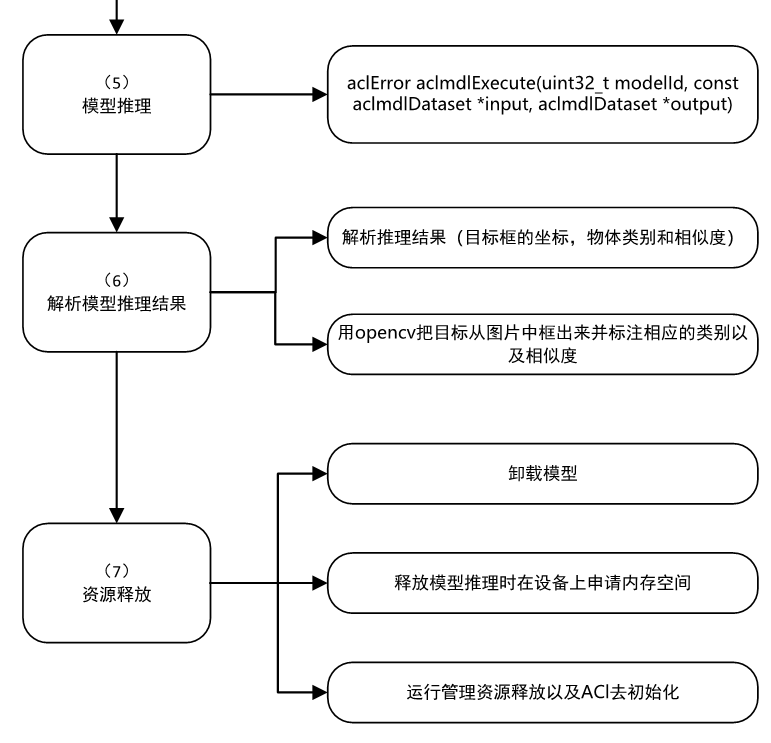 （5）
模型推理
aclError aclmdlExecute(uint32_t modelId, const
aclmdlDataset *input, aclmdlDataset *output)
（6）
解析模型推理结果
解析推理结果（目标框的坐标，物体类别和相似度）
用opencv把目标从图片中框出来并标注相应的类别以
及相似度
（7）
资源释放
卸载模型
释放模型推理时在设备上申请内存空间
运行管理资源释放以及ACl去初始化